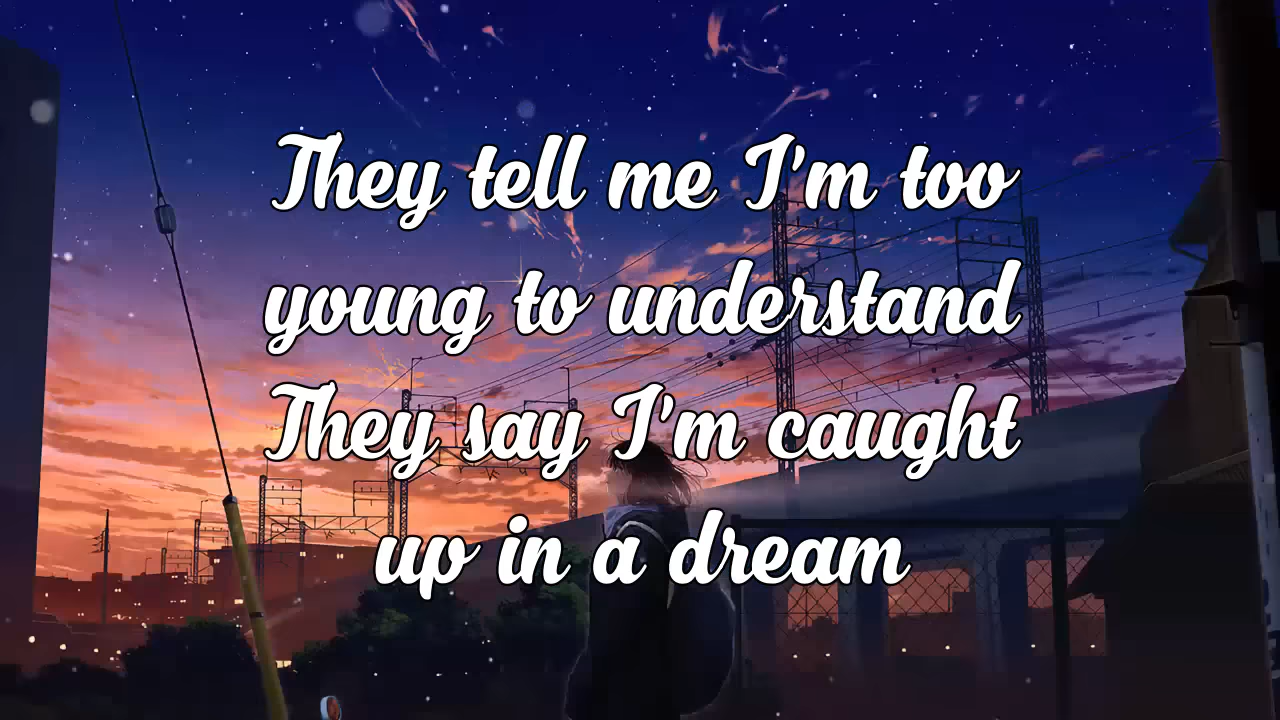 They tell me I'm too
young to understand
They say I'm caught
up in a dream